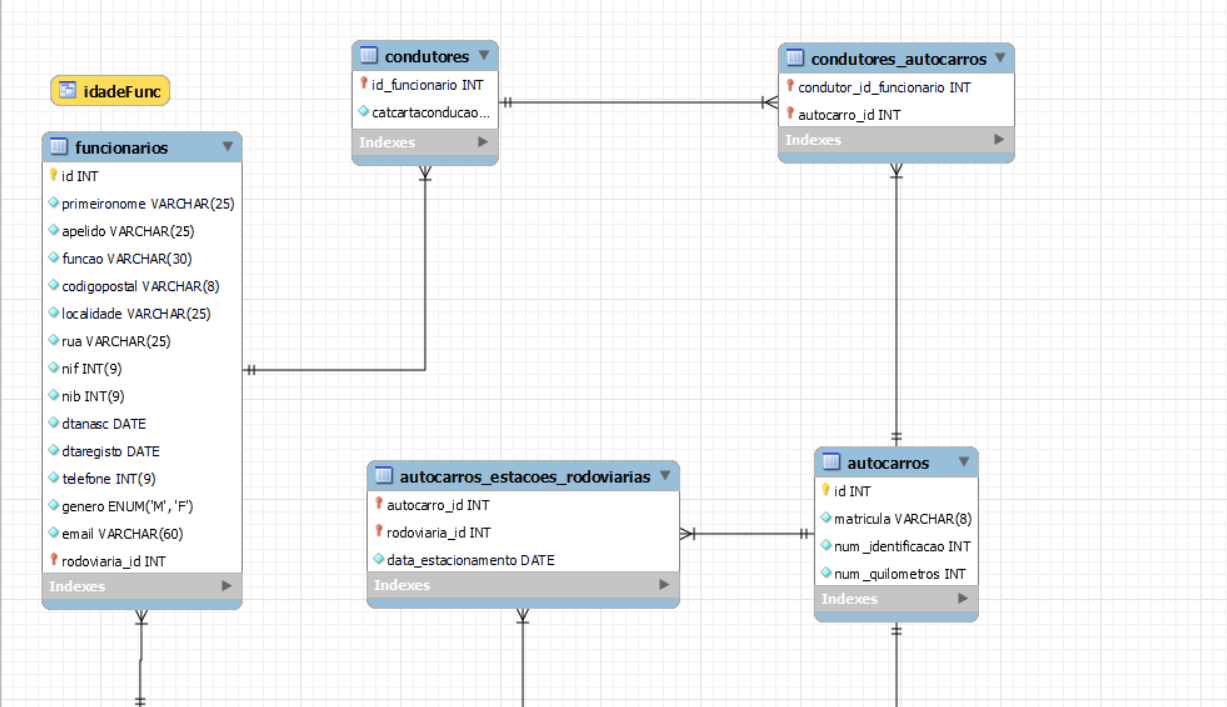 idadeFunc
funcionarios
id INT
primeironome VARCHAR(25)
apelido VARCHAR(25)
funcao VARCHAR(30)
codigopostal VARCHAR(8)
localidade VARCHAR(25)
rua VARCHAR(25)
nif INT(9)
nib INT(9)
dtanasc DATE
dtaregisto DATE
telefone INT(9)
genero ENUM('M','F')
email VARCHAR(60)
rodoviaria_id INT
Indexes
condutores
id_funcionario INT
catcartaconducao...
Indexes
condutores_autocarros
condutor_id_funcionario INT
autocarro_id INT
Indexes
autocarros_estacoes_rodoviarias
autocarro_id INT
rodoviaria_id INT
data_estacionamento DATE
Indexes
autocarros
id INT
matricula VARCHAR(8)
num_identificacao INT
num_quilometros INT
Indexes